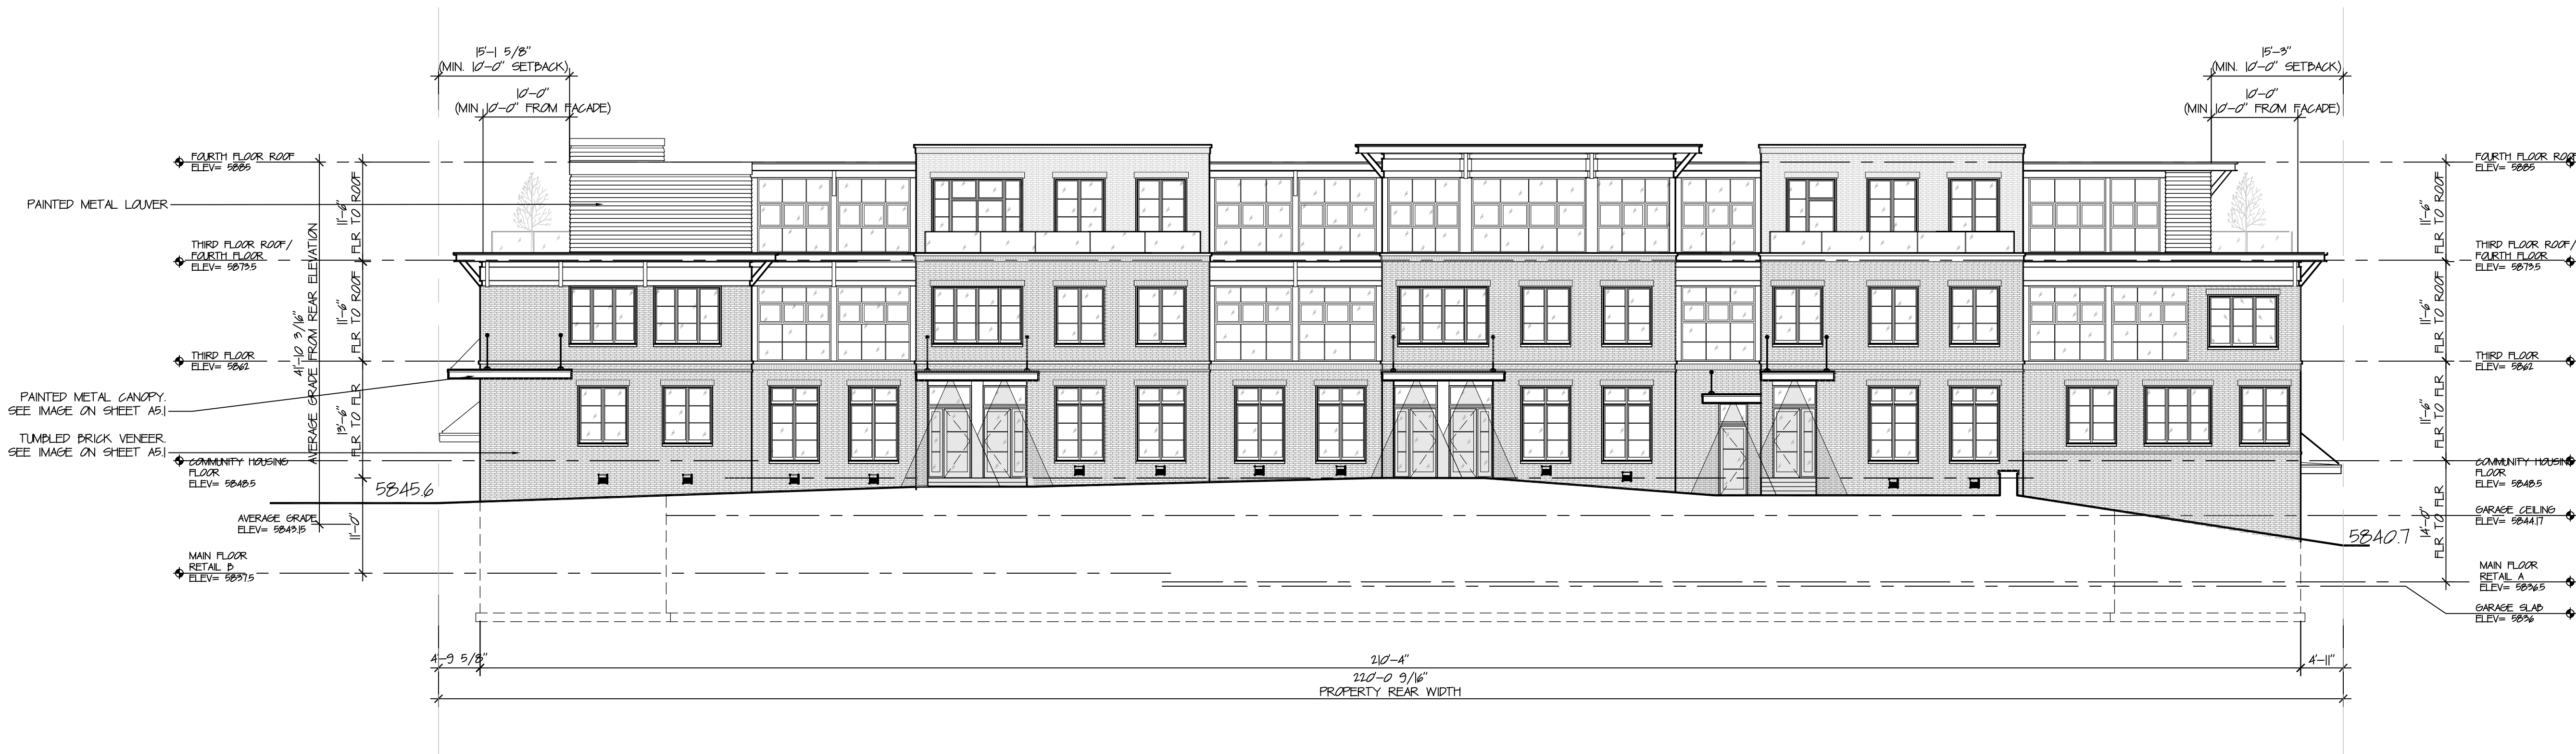 15'-1 5/8"
(MIN. 10'-0" SETBACK)
10'-0"
(MIN 10'-0" FROM FACADE)
15'-3"
(MIN. 10'-0" SETBACK)
10'-0"
(MIN 10'-0" FROM FACADE)
FOURTH FLOOR ROOF
ELEV= 5885
PAINTED METAL LOUVER
THIRD FLOOR ROOF/
FOURTH FLOOR
ELEV= 5873.5
THIRD FLOOR
ELEV= 5862
PAINTED METAL CANOPY.
SEE IMAGE ON SHEET A5.1
TUMBLED BRICK VENEER.
SEE IMAGE ON SHEET A5.1
COMMUNITY HOUSING
FLOOR
ELEV= 5848.5
5845.6
AVERAGE GRADE
ELEV= 5843.15
MAIN FLOOR
RETAIL B
ELEV= 5837.5
41'-10 3/16"
AVERAGE GRADE FROM REAR ELEVATION
11'-6"
FLR TO ROOF
11'-6"
FLR TO ROOF
13'-6"
FLR TO FLR
11'-0"
11'-6"
FLR TO ROOF
11'-6"
FLR TO ROOF
11'-6"
FLR TO FLR
14'-0"
FLR TO FLR
FOURTH FLOOR ROOF
ELEV= 5885
THIRD FLOOR ROOF/
FOURTH FLOOR
ELEV= 5873.5
THIRD FLOOR
ELEV= 5862
COMMUNITY HOUSING
FLOOR
ELEV= 5848.5
GARAGE CEILING
ELEV= 5844.17
5840.7
MAIN FLOOR
RETAIL A
ELEV= 5836.5
GARAGE SLAB
ELEV= 5836
4'-9 5/8"
210'-4"
4'-11"
220'-0 9/16"
PROPERTY REAR WIDTH